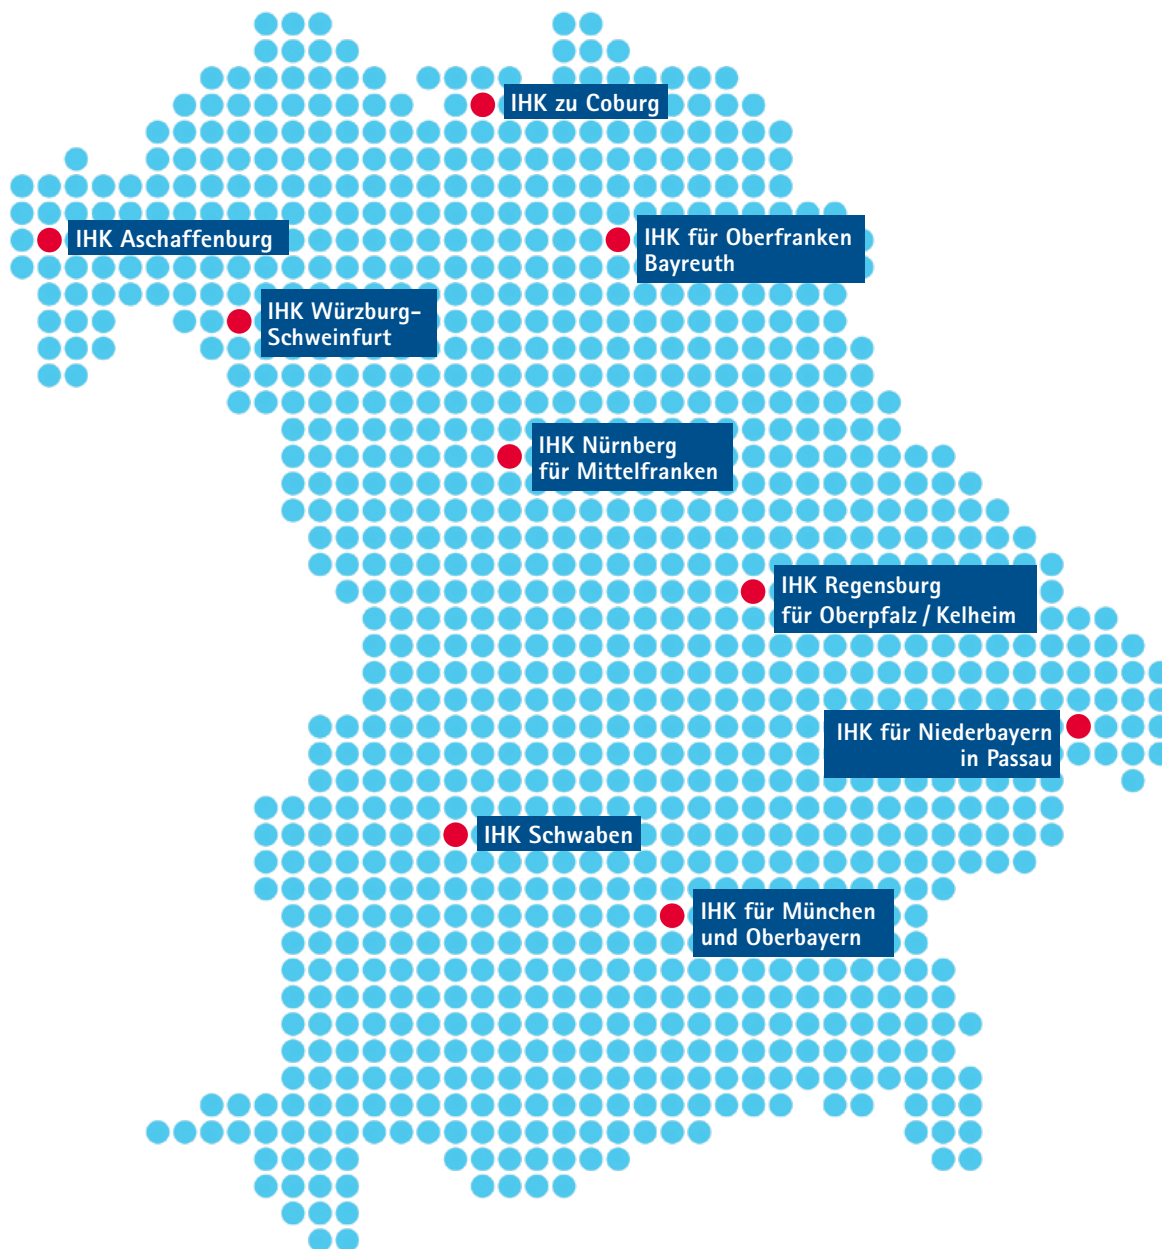 IHK zu Coburg
IHK Aschaffenburg
IHK für Oberfranken
Bayreuth
IHK Würzburg-
Schweinfurt
IHK Nürnberg
für Mittelfranken
IHK Regensburg
für Oberpfalz / Kelheim
IHK für Niederbayern
in Passau
IHK Schwaben
IHK für München
und Oberbayern